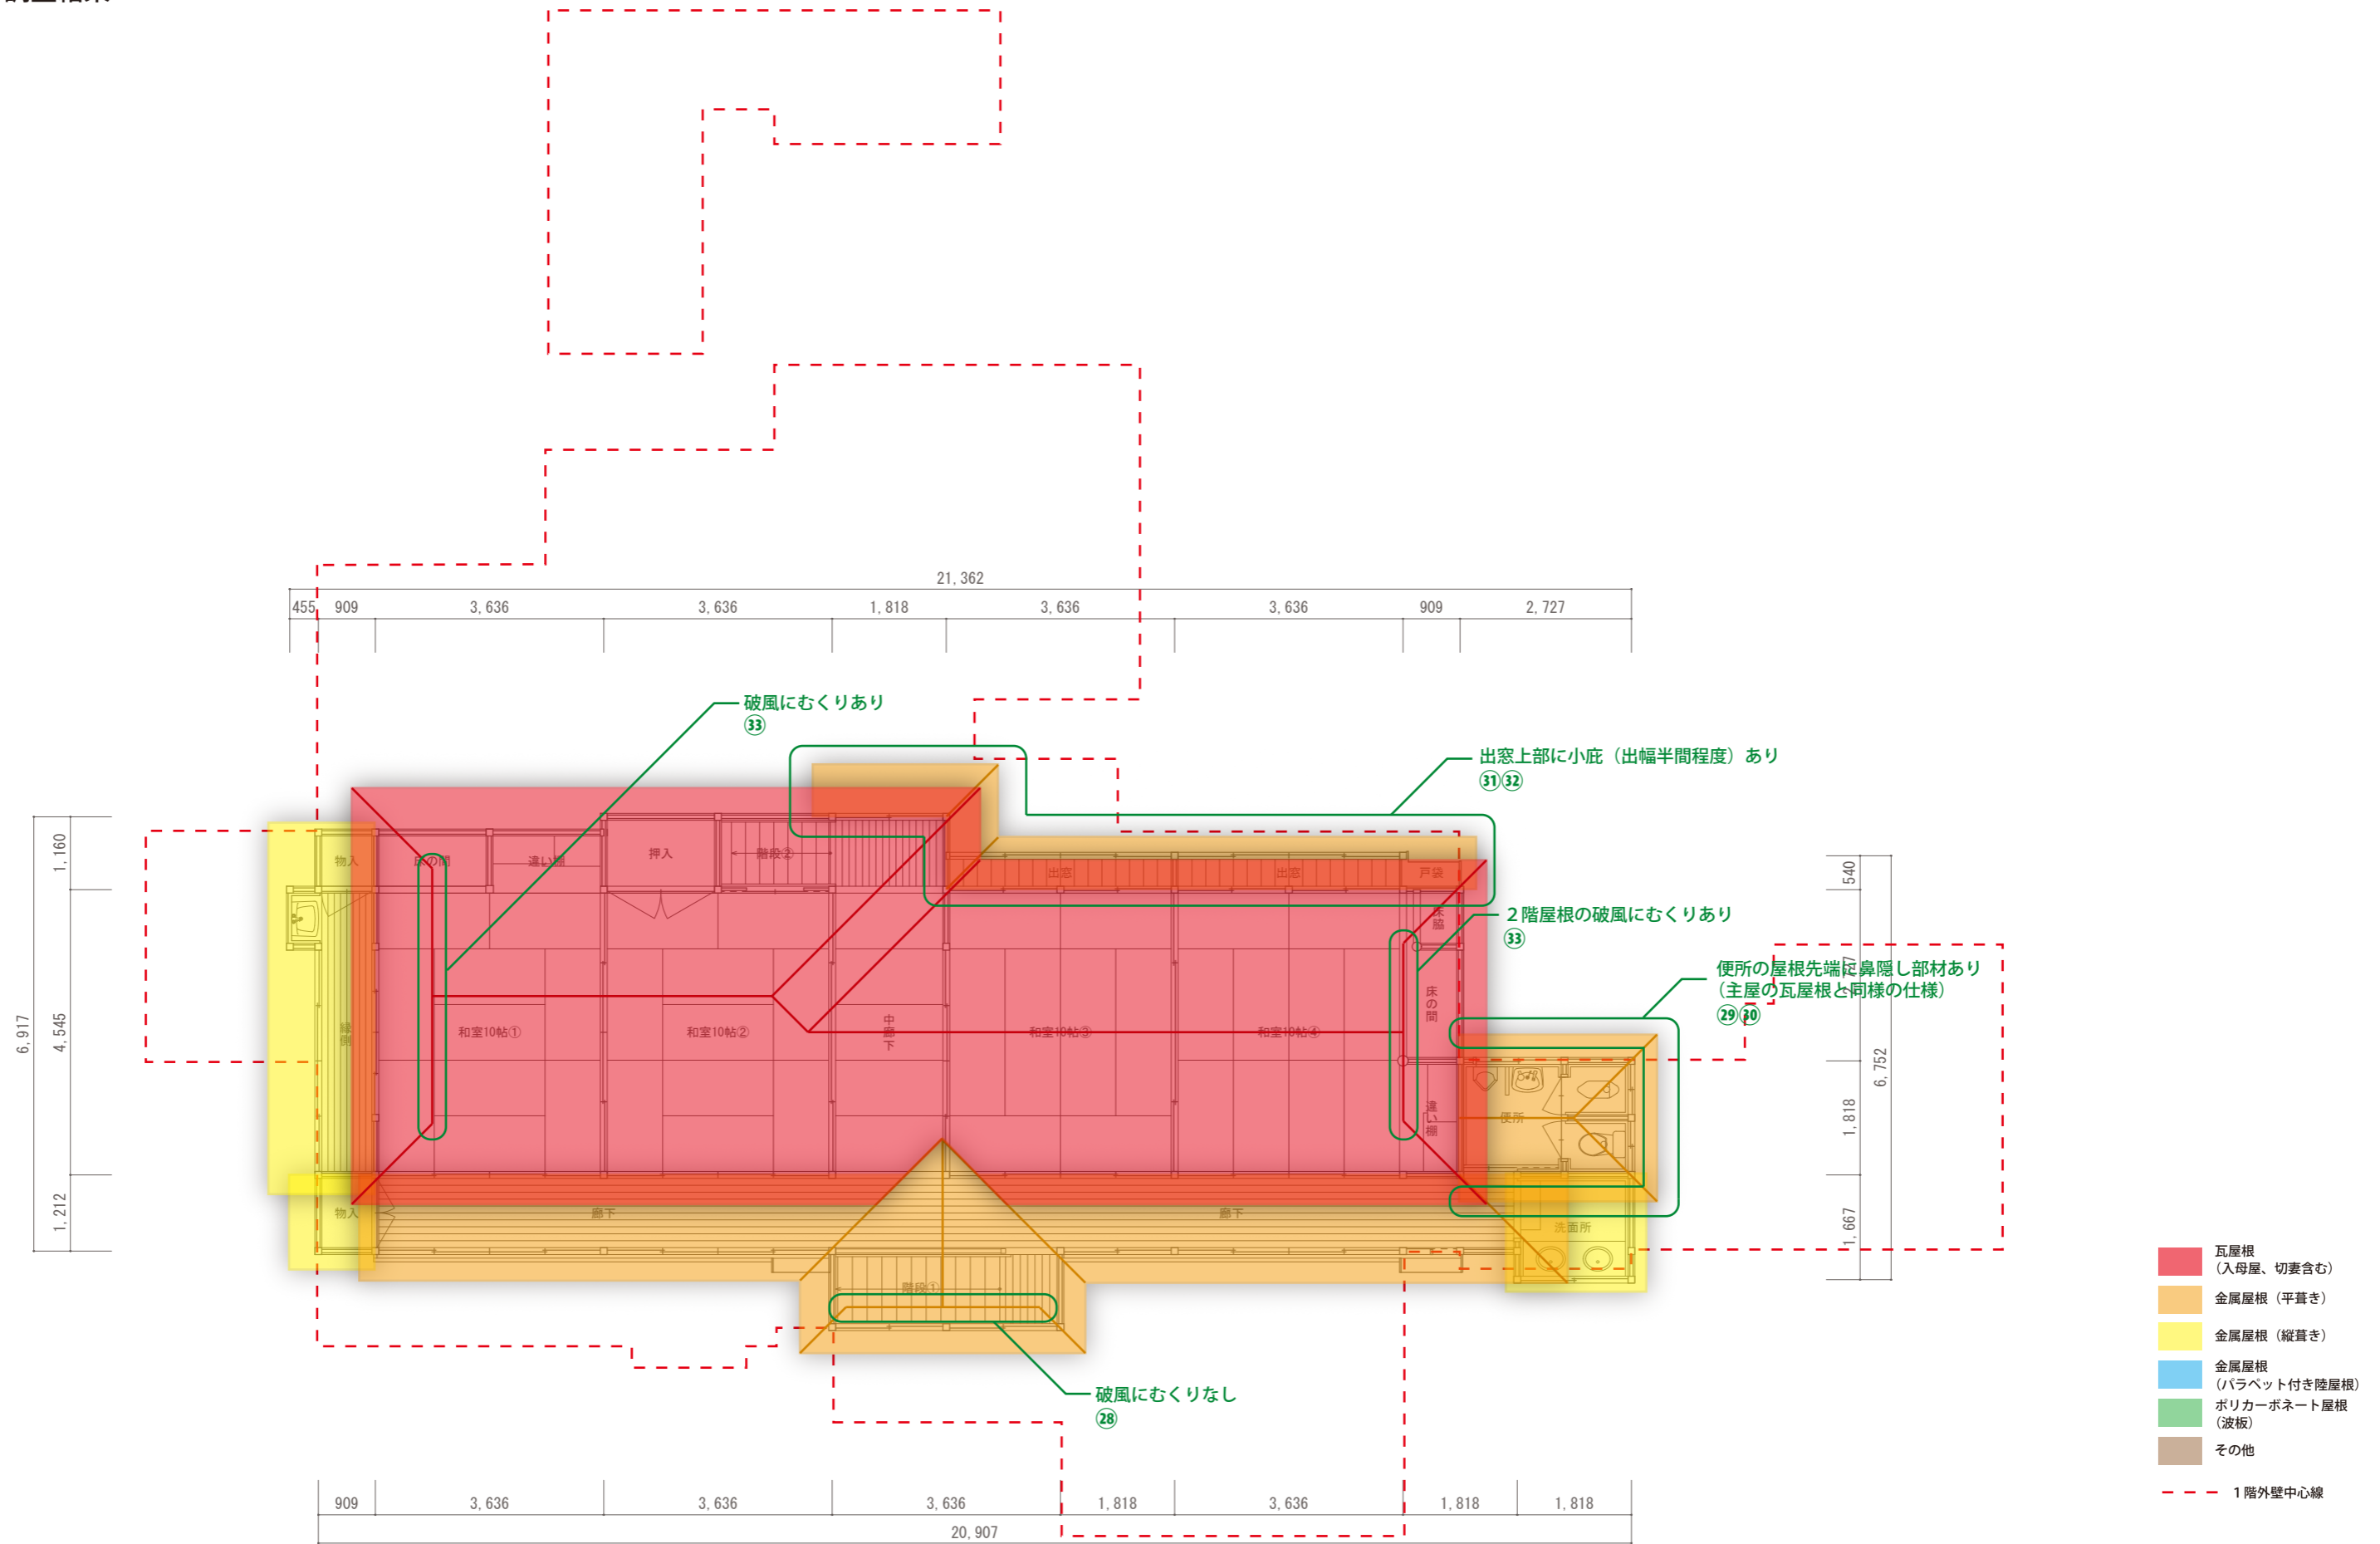 21,362
455 909 3,636 3,636 1,818 3,636 3,636 909 2,727
破風にむくりあり
㉝
出窓上部に小庇（出幅半間程度）あり
㉛㉜
２階屋根の破風にむくりあり
㉝
便所の屋根先端に鼻隠し部材あり
（主屋の瓦屋根と同様の仕様）
㉙㉚
破風にむくりなし
㉘
物入
床の間
違い棚
押入
階段②
出窓
出窓
戸袋
床脇
縁側
和室10帖①
和室10帖②
中廊下
和室10帖③
和室10帖④
床の間
違い棚
便所
物入
廊下
廊下
洗面所
階段①
6,917
1,160
4,545
1,212
540
1,818
1,667
6,752
909 3,636 3,636 3,636 1,818 3,636 1,818 1,818
20,907
瓦屋根
（入母屋、切妻含む）
金属屋根（平葺き）
金属屋根（縦葺き）
金属屋根
（パラペット付き陸屋根）
ポリカーボネート屋根
（波板）
その他
１階外壁中心線